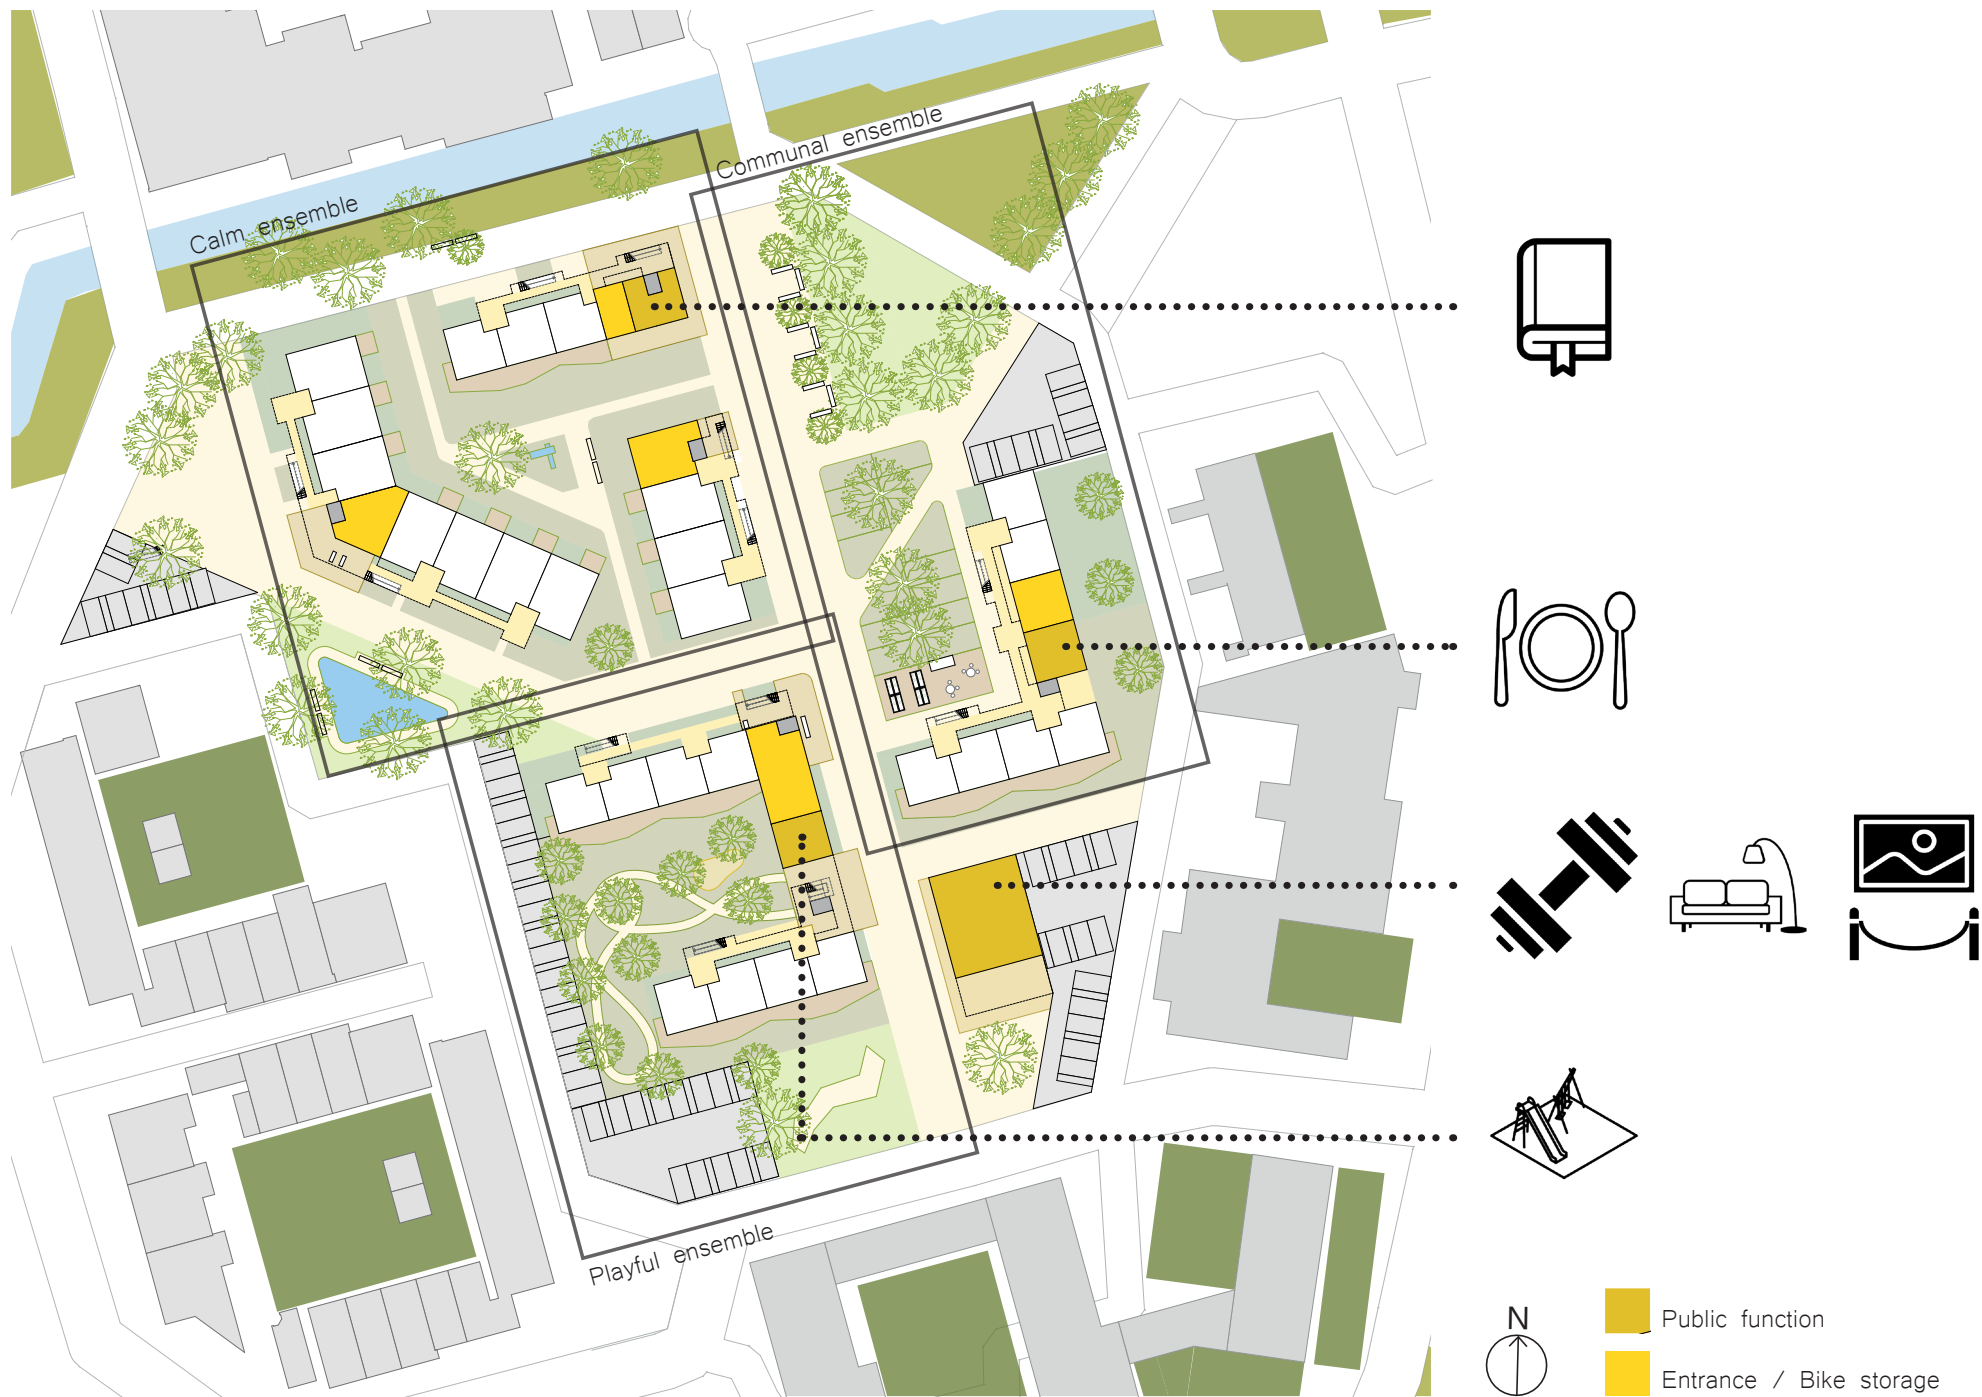 Communal ensemble
Calm ensemble
Playful ensemble
N
Public function
Entrance / Bike storage